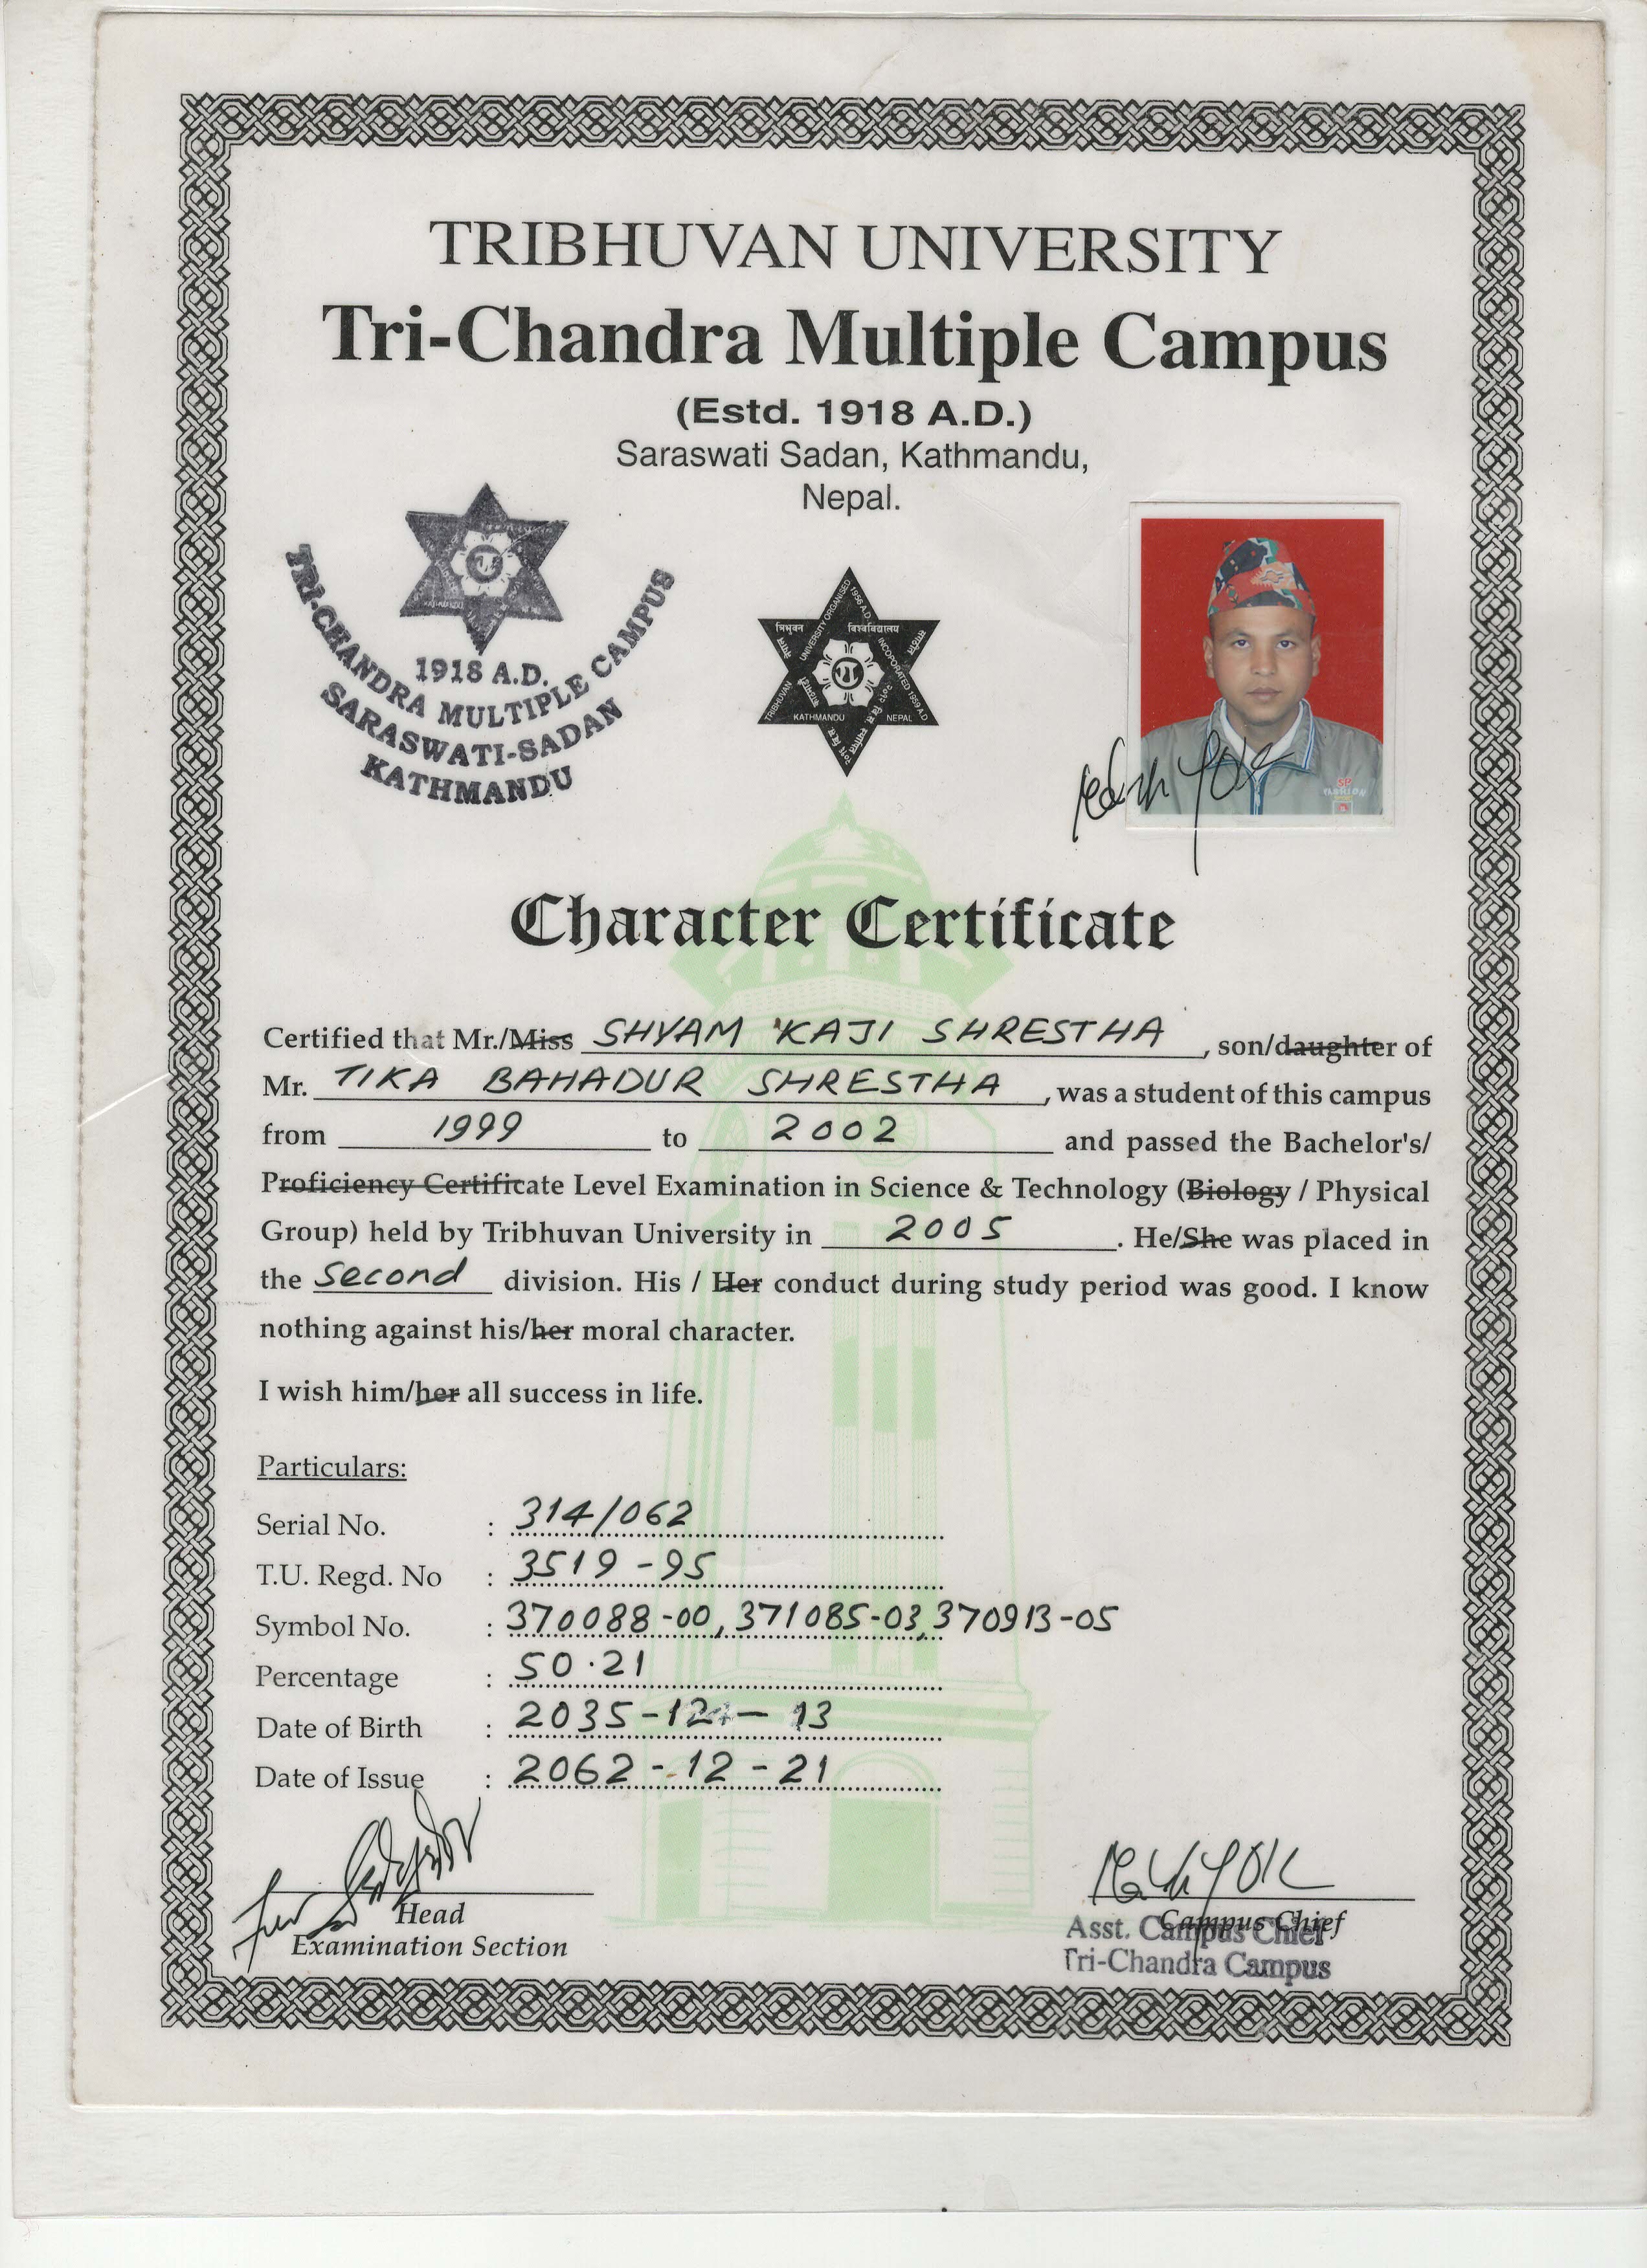 TRIBHUVAN UNIVERSITY
Tri-Chandra Multiple Campus
(Estd. 1918 A.D.)
Saraswati Sadan, Kathmandu,
Nepal.
1918 A.D.
TRI-CHANDRA MULTIPLE CAMPUS
SARASWATI-SADAN
KATHMANDU
त्रिभुवन विश्वविद्यालय
UNIVERSITY ORGANISED 1956 A.D.
INCOPORATED 1959 A.D
TRIBHUVAN
KATHMANDU NEPAL
SP
FASHION
Character Certificate
Certified that Mr./Miss SHYAM KAJI SHRESTHA, son/daughter of
Mr. TIKA BAHADUR SHRESTHA, was a student of this campus
from 1999 to 2002 and passed the Bachelor's/
Proficiency Certificate Level Examination in Science & Technology (Biology / Physical
Group) held by Tribhuvan University in 2005. He/She was placed in
the Second division. His / Her conduct during study period was good. I know
nothing against his/her moral character.
I wish him/her all success in life.
Particulars:
Serial No. : 314/062
T.U. Regd. No : 3519-95
Symbol No. : 370088-00, 371085-03, 370913-05
Percentage : 50.21
Date of Birth : 2035-12-13
Date of Issue : 2062-12-21
Head
Examination Section
Campus Chief
Asst. Campus Chief
Tri-Chandra Campus